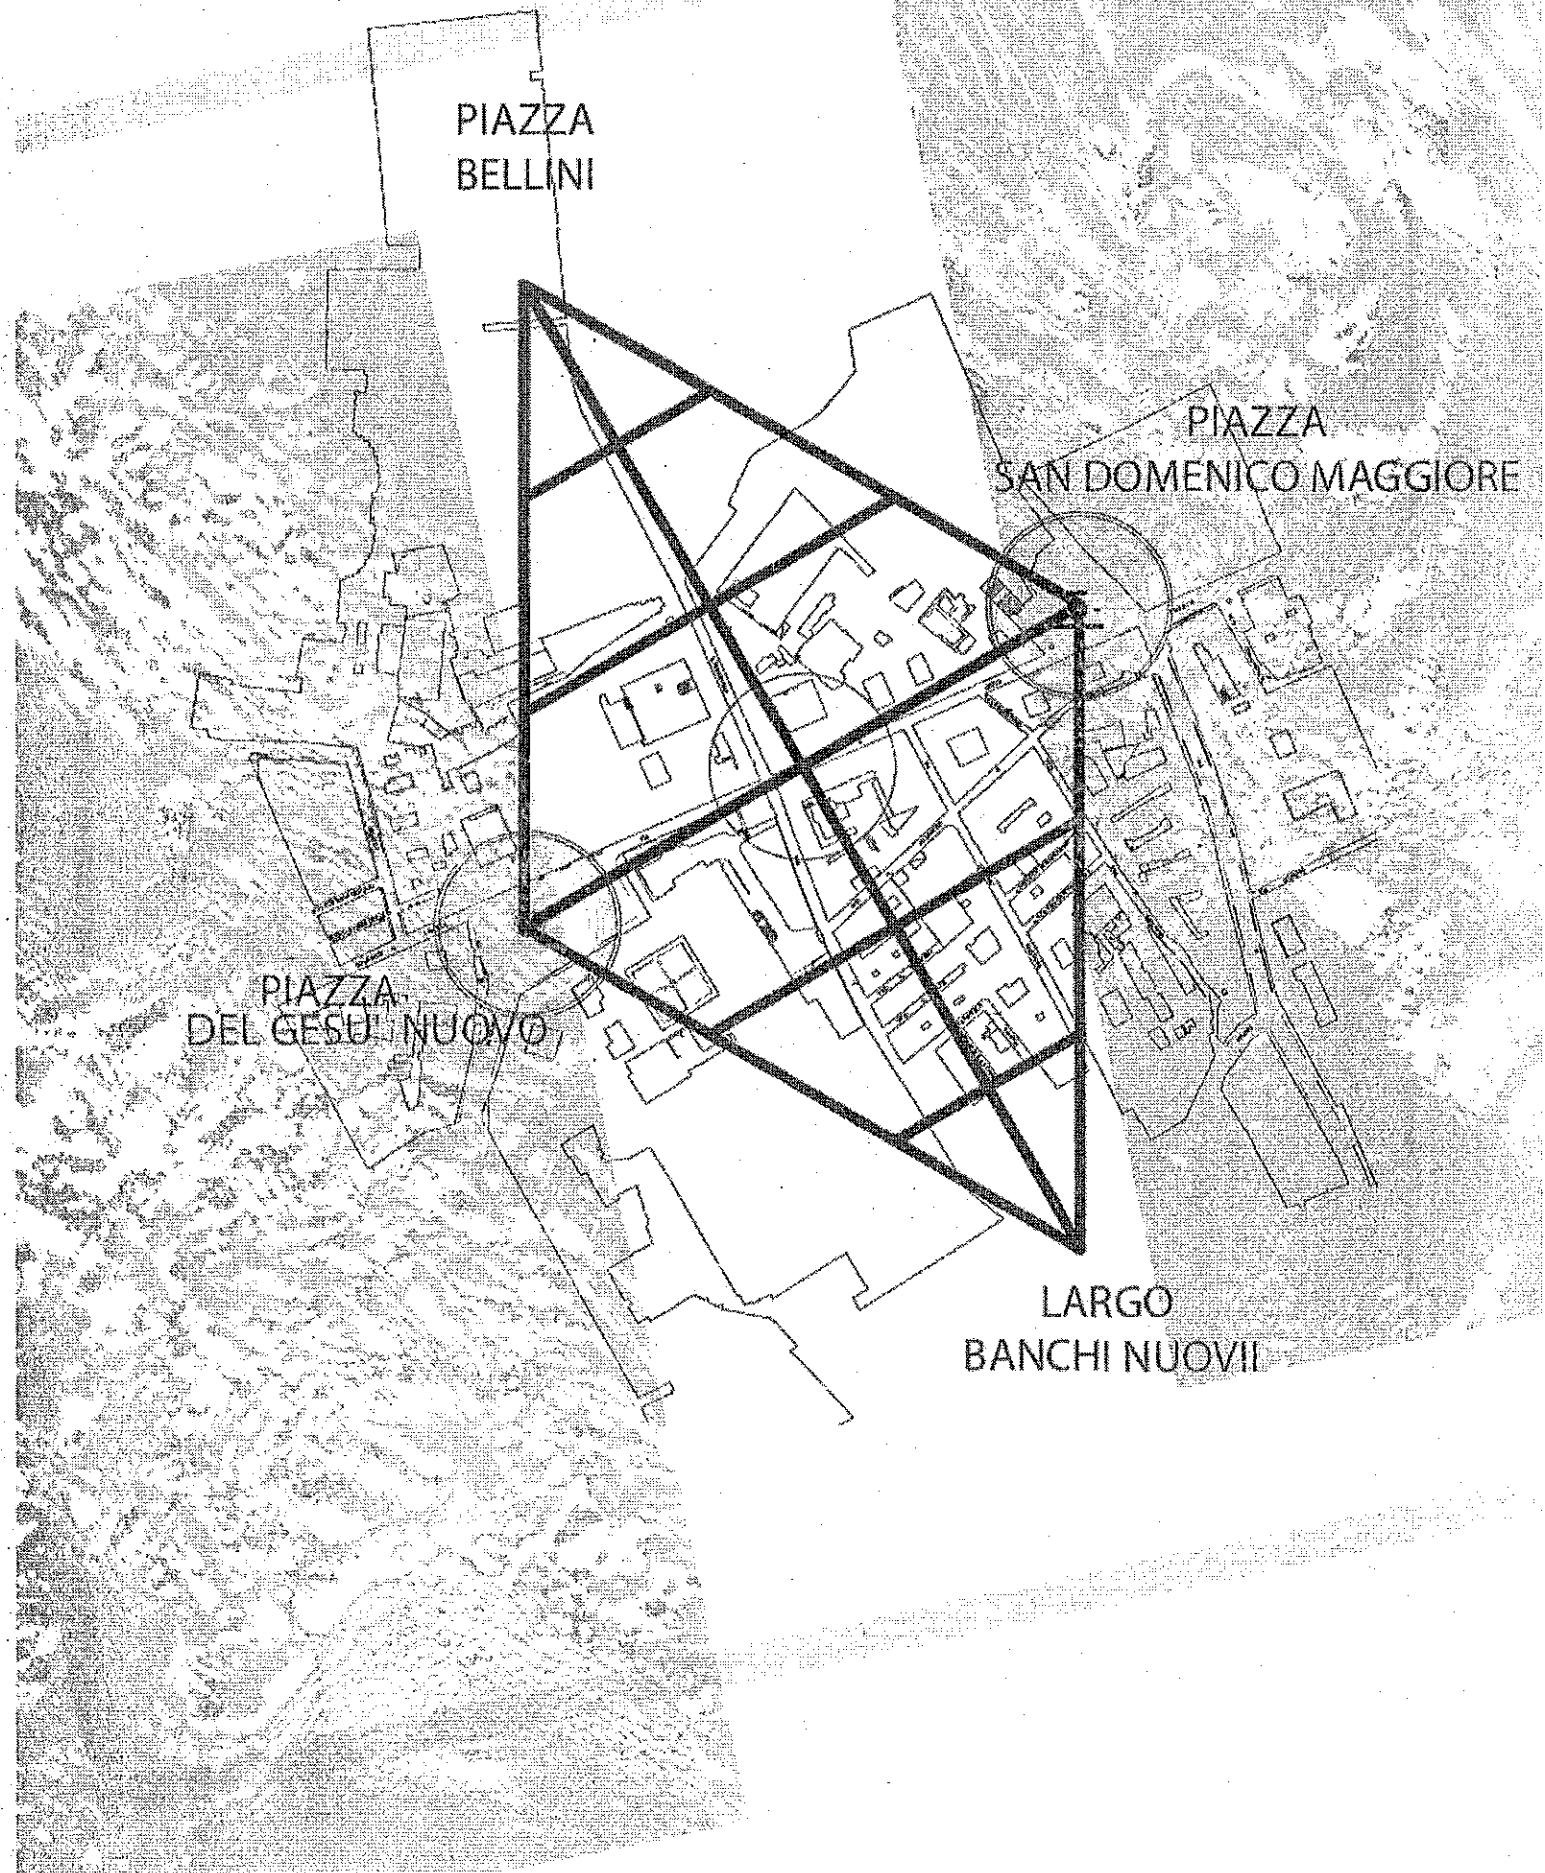 PIAZZA
BELLINI
PIAZZA
SAN DOMENICO MAGGIORE
PIAZZA
DEL GESU' NUOVO
LARGO
BANCHI NUOVII